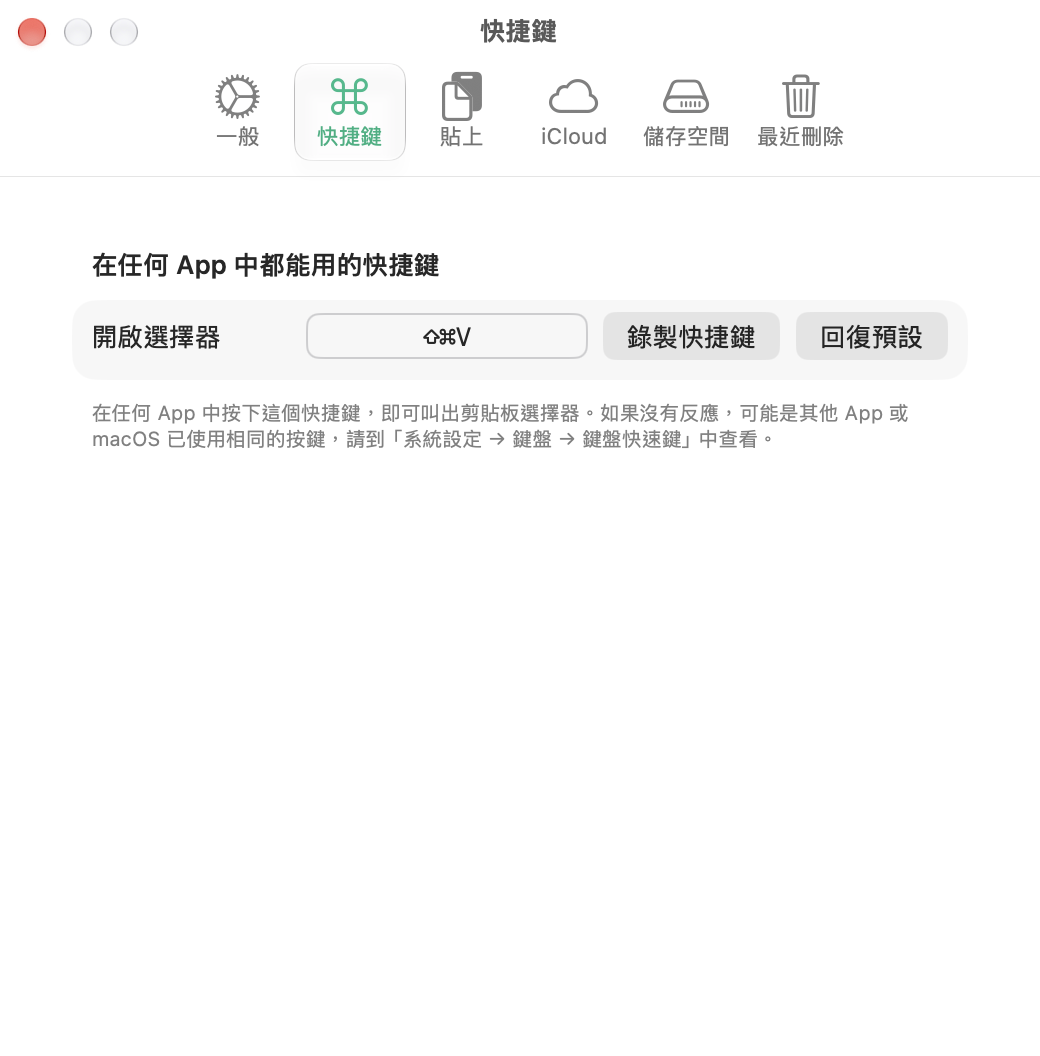 快捷鍵
一般
快捷鍵
貼上
iCloud
儲存空間
最近刪除
在任何 App 中都能用的快捷鍵
開啟選擇器
⇧⌘V
錄製快捷鍵
回復預設
在任何 App 中按下這個快捷鍵，即可叫出剪貼板選擇器。如果沒有反應，可能是其他 App 或
macOS 已使用相同的按鍵，請到「系統設定 → 鍵盤 → 鍵盤快速鍵」中查看。